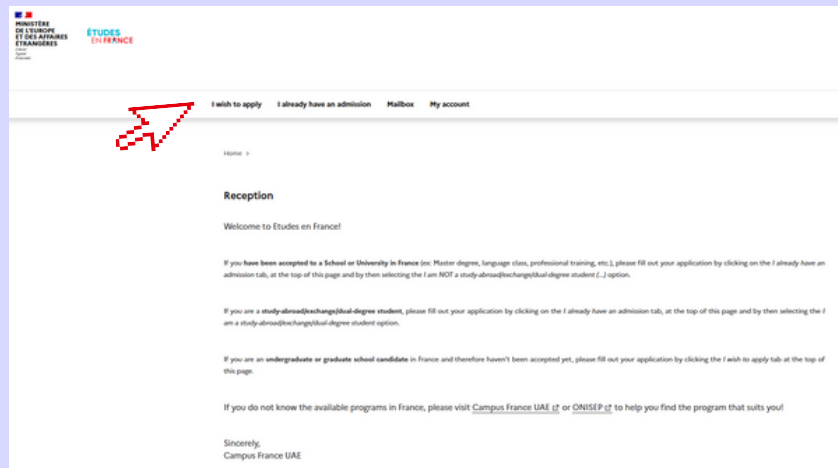 MINISTÈRE
DE L'EUROPE
ET DES AFFAIRES
ÉTRANGÈRES
ÉTUDES
EN FRANCE
I wish to apply I already have an admission Mailbox My account
Home >
Reception
Welcome to Etudes en France!
If you have been accepted to a School or University in France (ex: Master degree, language class, professional training, etc.), please fill out your application by clicking on the I already have an
admission tab, at the top of this page and by then selecting the I am NOT a study-abroad/exchange/dual-degree student (...) option.
If you are a study-abroad/exchange/dual-degree student, please fill out your application by clicking on the I already have an admission tab, at the top of this page and by then selecting the I
am a study-abroad/exchange/dual-degree student option.
If you are an undergraduate or graduate school candidate in France and therefore haven't been accepted yet, please fill out your application by clicking the I wish to apply tab at the top of
this page.
If you do not know the available programs in France, please visit Campus France UAE or ONISEP to help you find the program that suits you!
Sincerely,
Campus France UAE